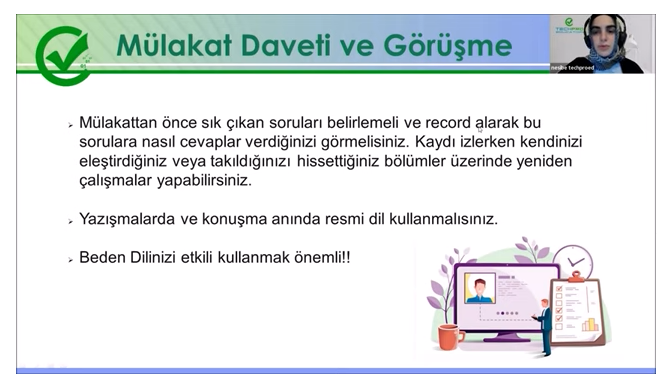 Mülakat Daveti ve Görüşme
TECHPROED
nesibe techproed
Mülakattan önce sık çıkan soruları belirlemeli ve record alarak bu
sorulara nasıl cevaplar verdiğinizi görmelisiniz. Kaydı izlerken kendinizi
eleştirdiğiniz veya takıldığınızı hissettiğiniz bölümler üzerinde yeniden
çalışmalar yapabilirsiniz.
Yazışmalarda ve konuşma anında resmi dil kullanmalısınız.
Beden Dilinizi etkili kullanmak önemli!!